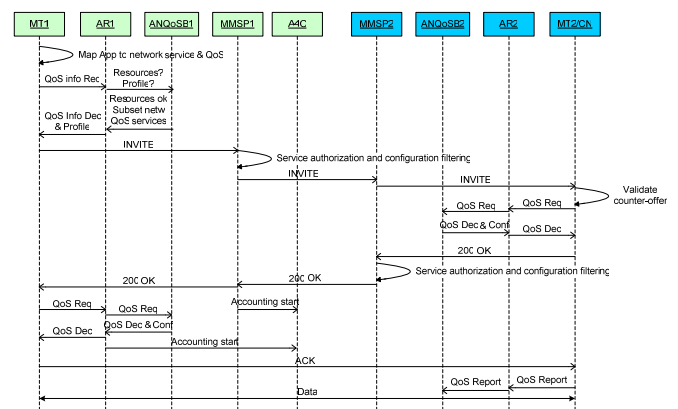 MT1 AR1 ANQoSB1 MMSP1 A4C MMSP2 ANQoSB2 AR2 MT2/CN
Map App to network service & QoS
QoS info Req
Resources?
Profile?
Resources ok
Subset netw
QoS services
QoS Info Dec
& Profile
INVITE
Service authorization and configuration filtering
INVITE
INVITE
Validate
counter-offer
QoS Req
QoS Req
QoS Dec & Conf
QoS Dec
200 OK
Service authorization and configuration filtering
200 OK
200 OK
Accounting start
QoS Req
QoS Req
QoS Dec & Conf
QoS Dec
Accounting start
ACK
QoS Report
QoS Report
Data